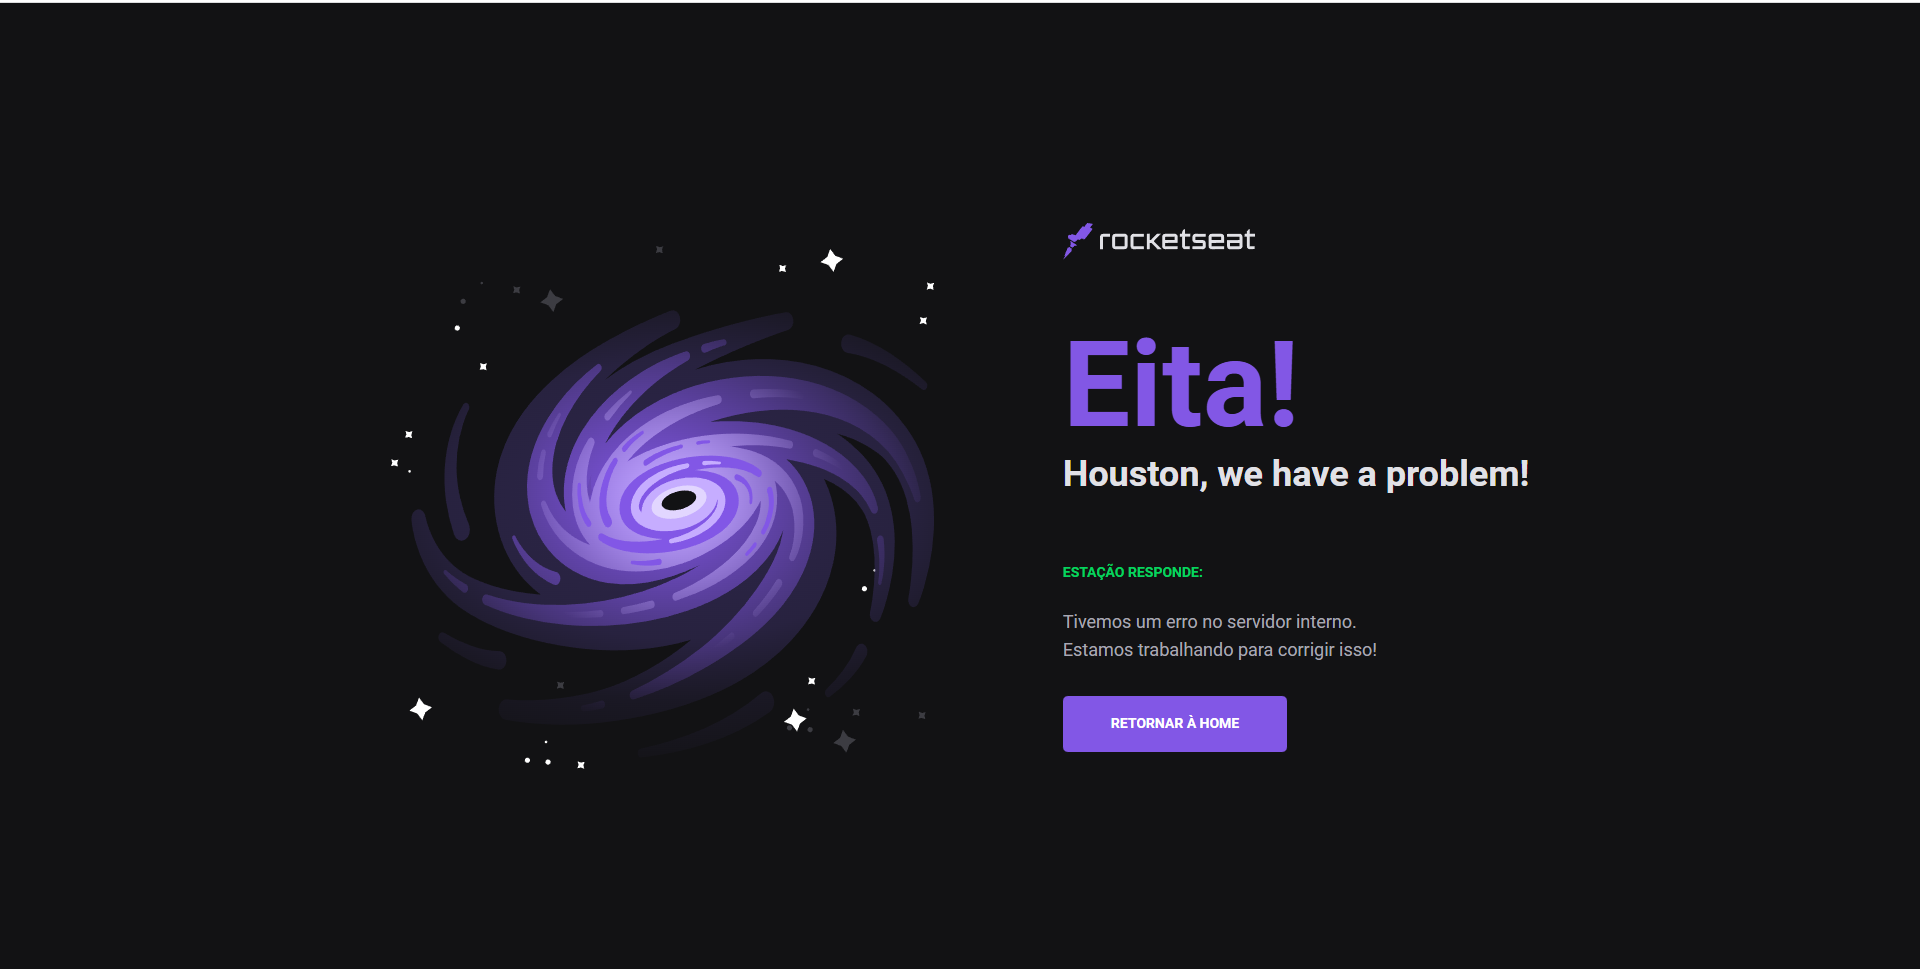 rocketseat
Eita!
Houston, we have a problem!
ESTAÇÃO RESPONDE:
Tivemos um erro no servidor interno.
Estamos trabalhando para corrigir isso!
RETORNAR À HOME